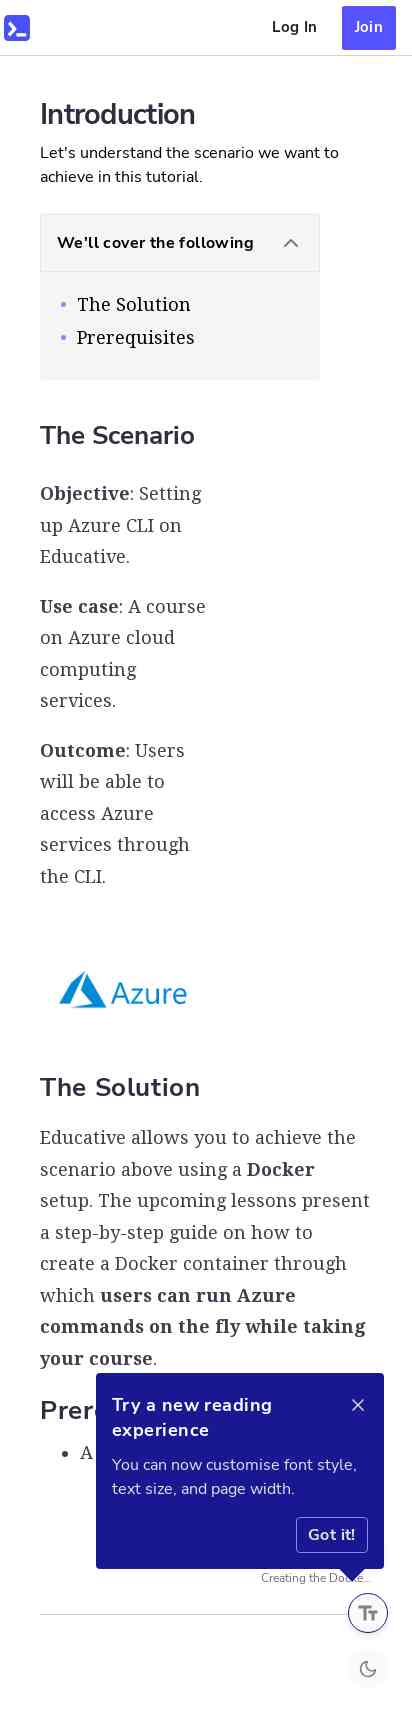 Log In
Join
Introduction
Let's understand the scenario we want to
achieve in this tutorial.
We'll cover the following
The Solution
Prerequisites
The Scenario
Objective: Setting
up Azure CLI on
Educative.
Use case: A course
on Azure cloud
computing
services.
Outcome: Users
will be able to
access Azure
services through
the CLI.
Azure
The Solution
Educative allows you to achieve the
scenario above using a Docker
setup. The upcoming lessons present
a step-by-step guide on how to
create a Docker container through
which users can run Azure
commands on the fly while taking
your course.
Try a new reading
experience
You can now customise font style,
text size, and page width.
Got it!
A
Creating the
Tт